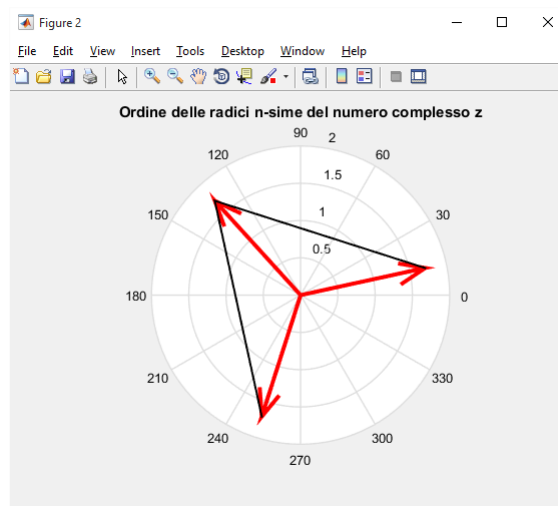 Figure 2
File Edit View Insert Tools Desktop Window Help
Ordine delle radici n-sime del numero complesso z
90 2
120 60
1.5
150 1 30
0.5
180 0
210 330
240 300
270